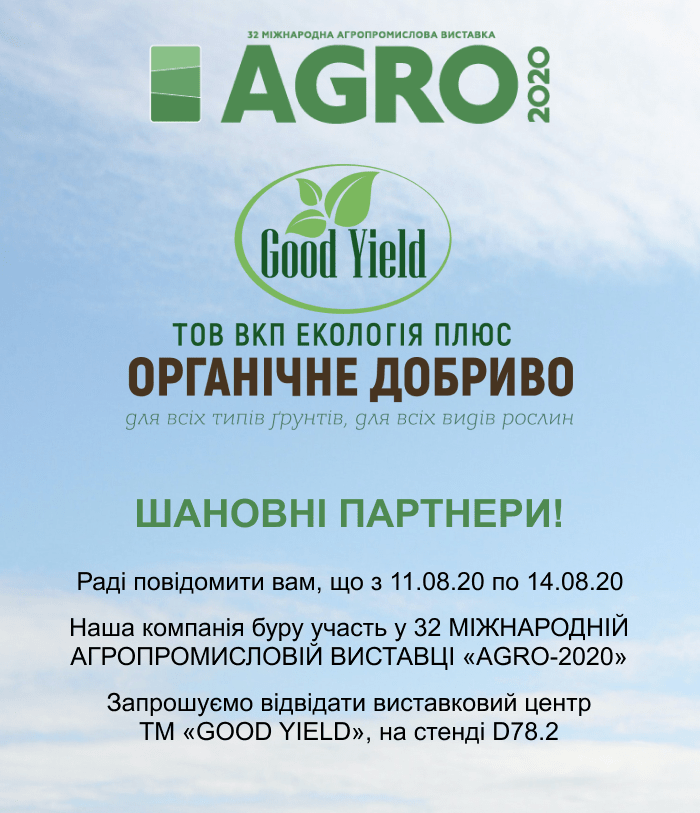 32 МІЖНАРОДНА АГРОПРОМИСЛОВА ВИСТАВКА
AGRO 2020
Good Yield
ТОВ ВКП ЕКОЛОГІЯ ПЛЮС
ОРГАНІЧНЕ ДОБРИВО
для всіх типів ґрунтів, для всіх видів рослин
ШАНОВНІ ПАРТНЕРИ!
Раді повідомити вам, що з 11.08.20 по 14.08.20
Наша компанія буру участь у 32 МІЖНАРОДНІЙ
АГРОПРОМИСЛОВІЙ ВИСТАВЦІ «AGRO-2020»
Запрошуємо відвідати виставковий центр
ТМ «GOOD YIELD», на стенді D78.2